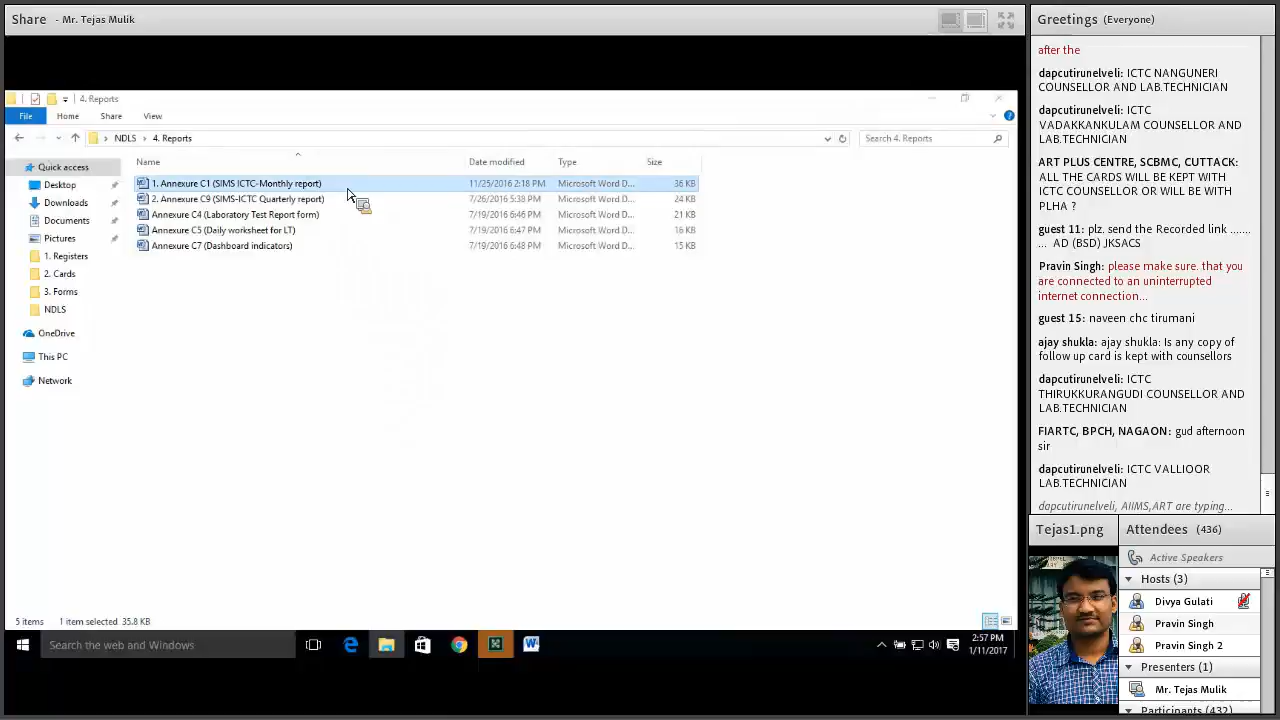 Share - Mr. Tejas Mulik
4. Reports
File Home Share View
NDLS 4. Reports
Search 4. Reports
Quick access
Desktop
Downloads
Documents
Pictures
1. Registers
2. Cards
3. Forms
NDLS
OneDrive
This PC
Network
Name Date modified Type Size
1. Annexure C1 (SIMS ICTC-Monthly report) 11/25/2016 2:18 PM Microsoft Word D... 36 KB
2. Annexure C9 (SIMS-ICTC Quarterly report) 7/26/2016 5:38 PM Microsoft Word D... 24 KB
Annexure C4 (Laboratory Test Report form) 7/19/2016 6:46 PM Microsoft Word D... 21 KB
Annexure C5 (Daily worksheet for LT) 7/19/2016 6:47 PM Microsoft Word D... 16 KB
Annexure C7 (Dashboard indicators) 7/19/2016 6:48 PM Microsoft Word D... 15 KB
5 items 1 item selected 35.8 KB
Search the web and Windows
2:57 PM
1/11/2017
Greetings (Everyone)
after the
dapcutirunelveli: ICTC NANGUNERI
COUNSELLOR AND LAB.TECHNICIAN
dapcutirunelveli: ICTC
VADAKKANKULAM COUNSELLOR AND
LAB.TECHNICIAN
ART PLUS CENTRE, SCBMC, CUTTACK:
ALL THE CARDS WILL BE KEPT WITH
ICTC COUNSELLOR OR WILL BE WITH
PLHA ?
guest 11: plz. send the Recorded link .......
... AD (BSD) JKSACS
Pravin Singh: please make sure. that you
are connected to an uninterrupted
internet connection...
guest 15: naveen chc tirumani
ajay shukla: ajay shukla: Is any copy of
follow up card is kept with counsellors
dapcutirunelveli: ICTC
THIRUKKURANGUDI COUNSELLOR AND
LAB.TECHNICIAN
FIARTC, BPCH, NAGAON: gud afternoon
sir
dapcutirunelveli: ICTC VALLIOOR
LAB.TECHNICIAN
dapcutirunelveli, AIIMS,ART are typing...
Tejas1.png
Attendees (436)
Active Speakers
Hosts (3)
Divya Gulati
Pravin Singh
Pravin Singh 2
Presenters (1)
Mr. Tejas Mulik
Participants (432)